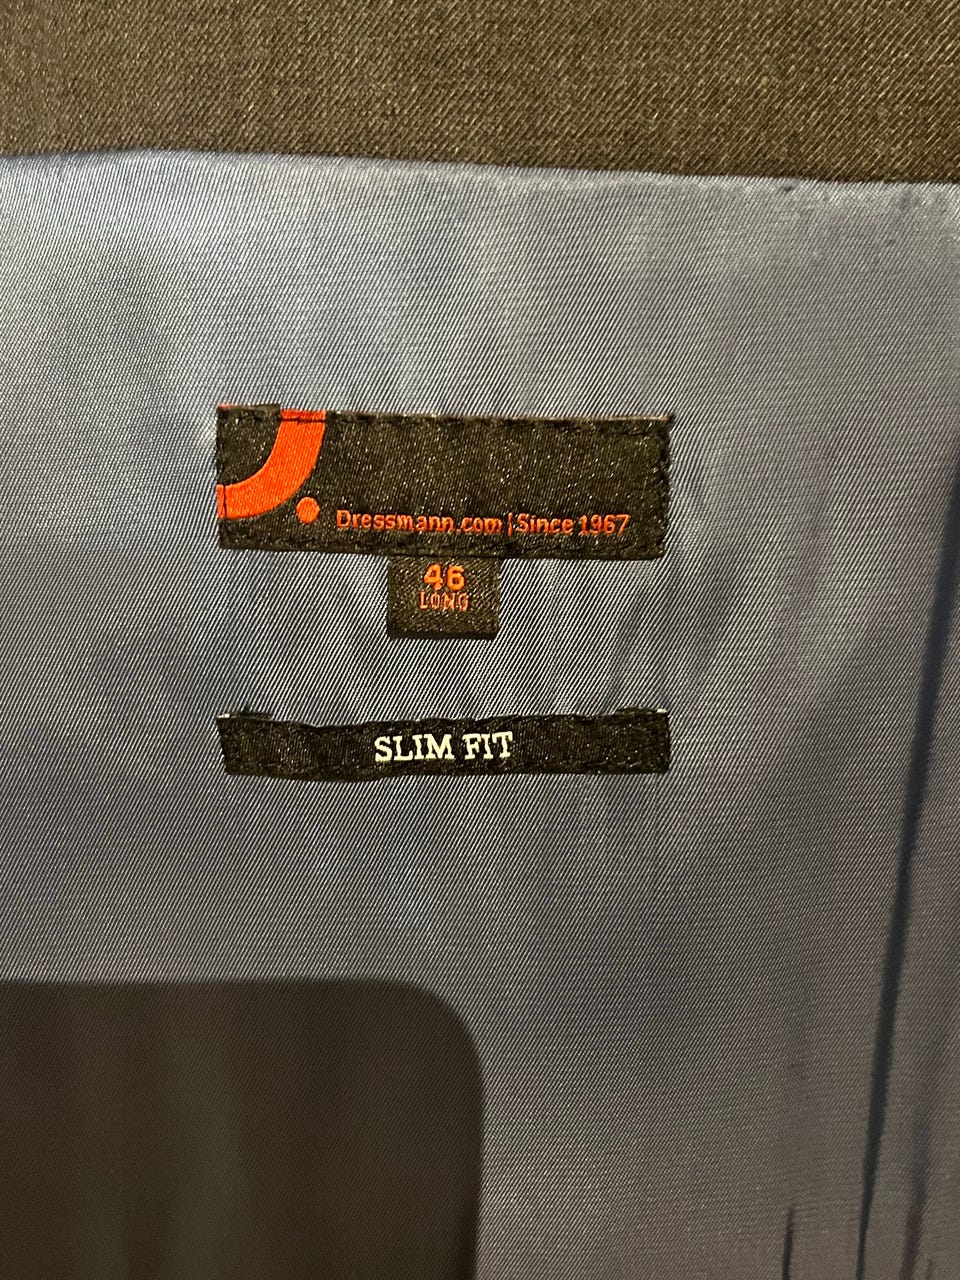 Dressmann.com | Since 1967
46
LONG
SLIM FIT